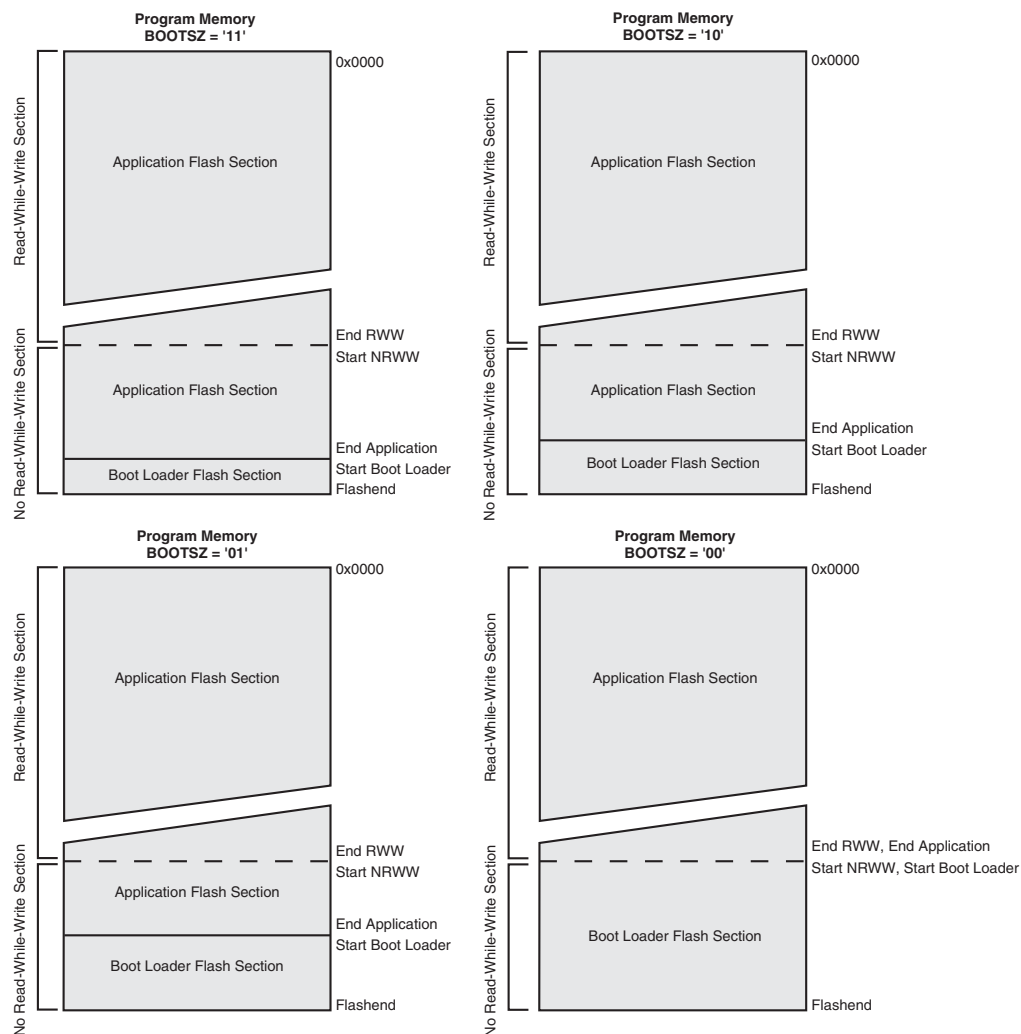 Program Memory
BOOTSZ = '11'
0x0000
Read-While-Write Section
Application Flash Section
End RWW
Start NRWW
No Read-While-Write Section
Application Flash Section
End Application
Start Boot Loader
Boot Loader Flash Section
Flashend
Program Memory
BOOTSZ = '10'
0x0000
Read-While-Write Section
Application Flash Section
End RWW
Start NRWW
No Read-While-Write Section
Application Flash Section
End Application
Start Boot Loader
Boot Loader Flash Section
Flashend
Program Memory
BOOTSZ = '01'
0x0000
Read-While-Write Section
Application Flash Section
End RWW
Start NRWW
No Read-While-Write Section
Application Flash Section
End Application
Start Boot Loader
Boot Loader Flash Section
Flashend
Program Memory
BOOTSZ = '00'
0x0000
Read-While-Write Section
Application Flash Section
End RWW, End Application
Start NRWW, Start Boot Loader
No Read-While-Write Section
Boot Loader Flash Section
Flashend